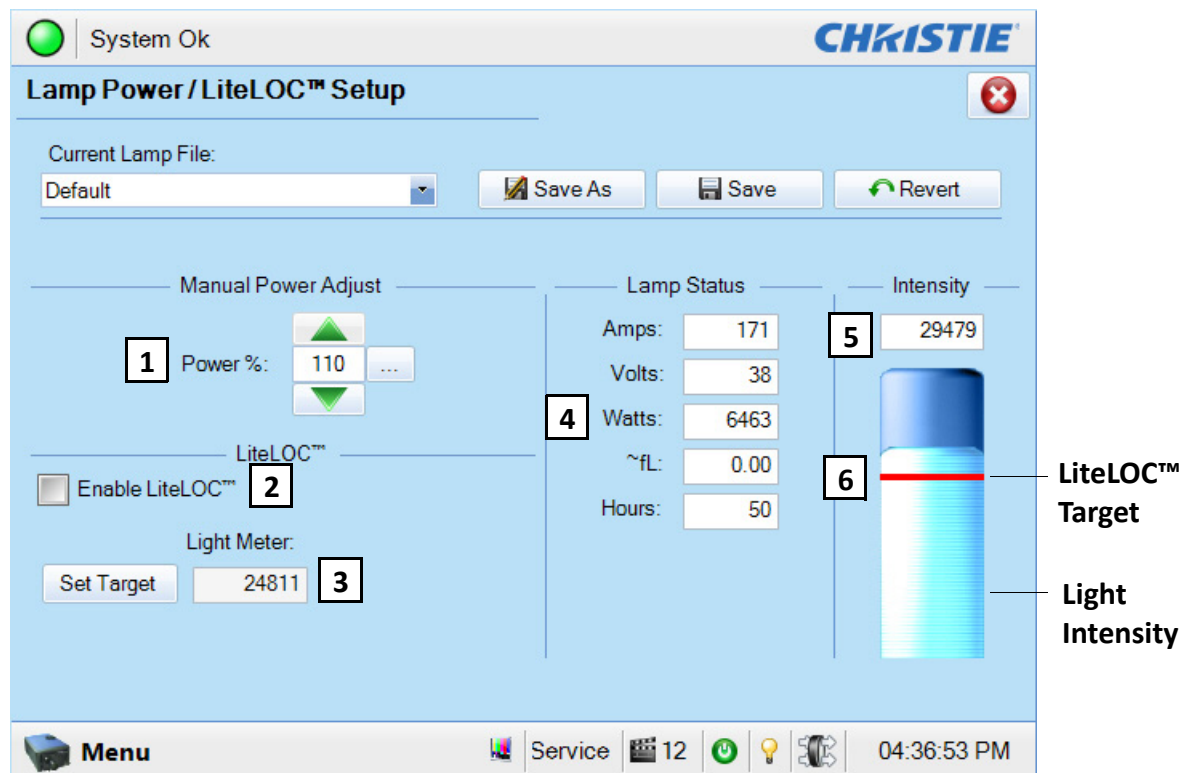 System Ok
CHRISTIE
Lamp Power / LiteLOC™ Setup
Current Lamp File:
Default
Save As
Save
Revert
Manual Power Adjust
1
Power %:
110
...
LiteLOC™
Enable LiteLOC™
2
Light Meter:
Set Target
24811
3
Lamp Status
Amps:
171
Volts:
38
4
Watts:
6463
~fL:
0.00
Hours:
50
Intensity
5
29479
6
LiteLOC™
Target
Light
Intensity
Menu
Service
12
04:36:53 PM